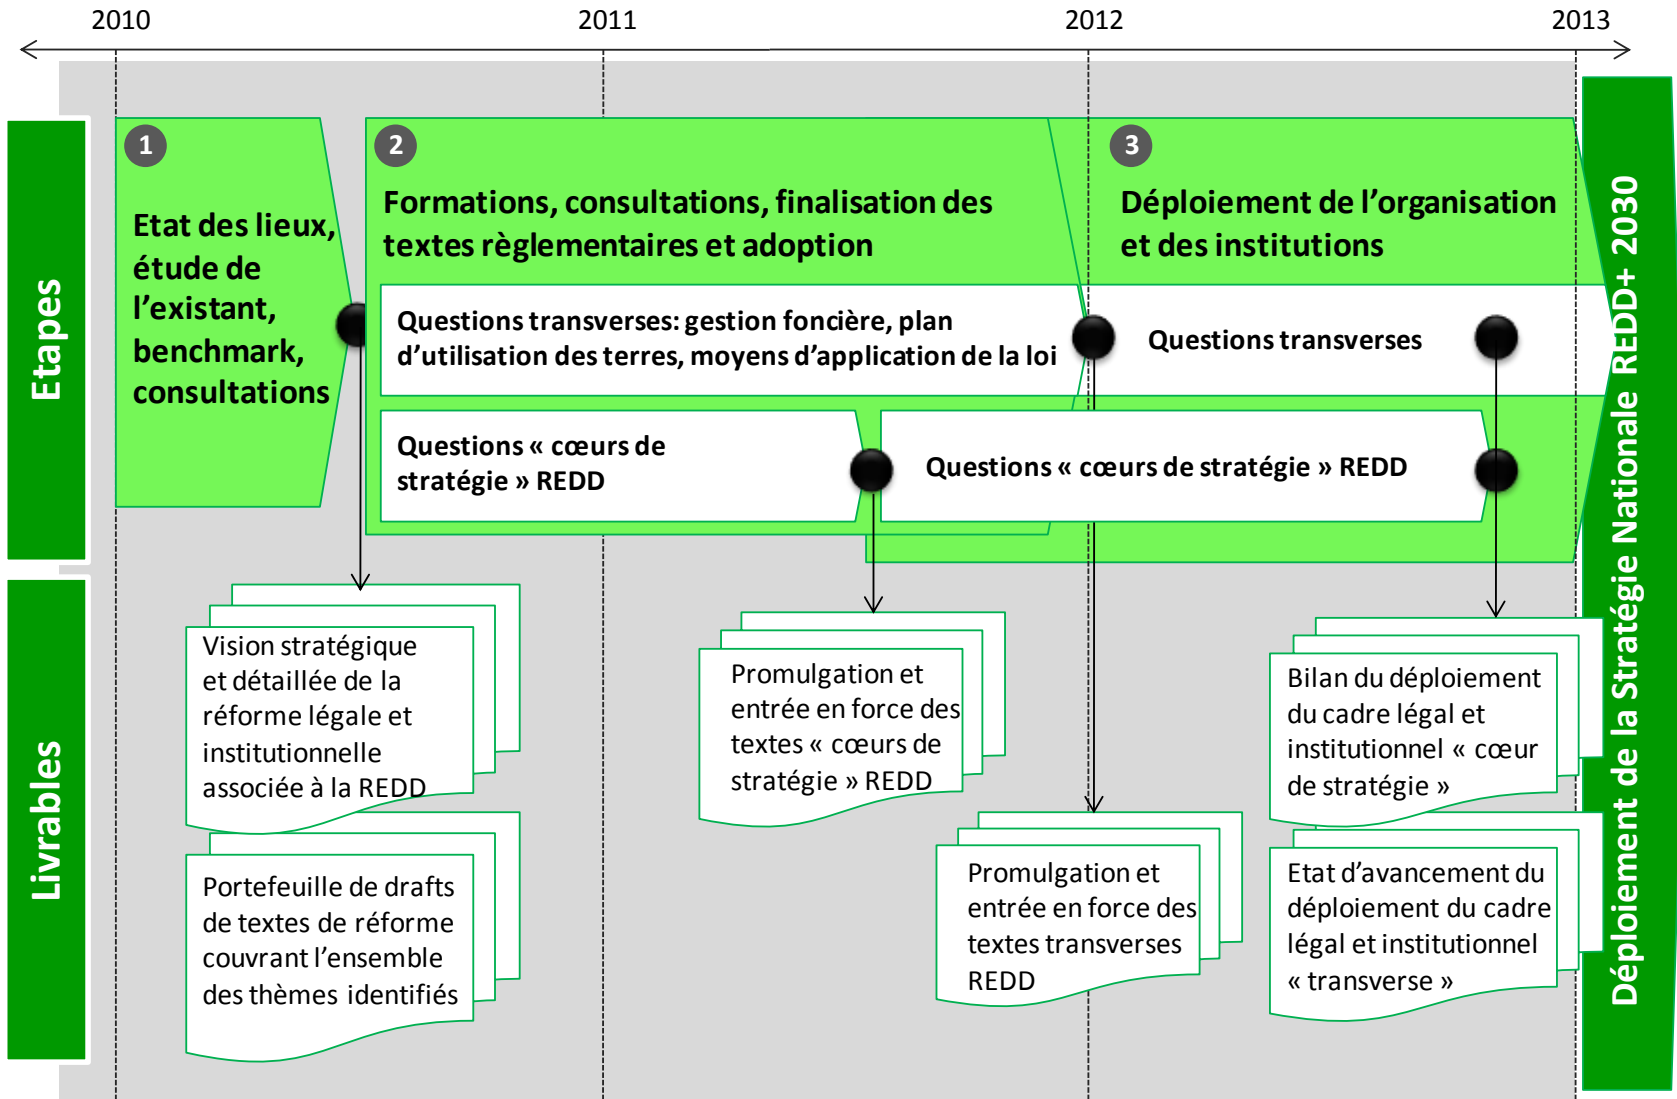 2010
2011
2012
2013
Etapes
1
Etat des lieux,
étude de
l'existant,
benchmark,
consultations
2
Formations, consultations, finalisation des
textes règlementaires et adoption
Questions transverses: gestion foncière, plan
d'utilisation des terres, moyens d'application de la loi
Questions « cœurs de
stratégie » REDD
3
Déploiement de l'organisation
et des institutions
Questions transverses
Questions « cœurs de stratégie » REDD
Livrables
Vision stratégique
et détaillée de la
réforme légale et
institutionnelle
associée à la REDD
Portefeuille de drafts
de textes de réforme
couvrant l'ensemble
des thèmes identifiés
Promulgation et
entrée en force des
textes « cœurs de
stratégie » REDD
Promulgation et
entrée en force des
textes transverses
REDD
Bilan du déploiement
du cadre légal et
institutionnel « cœur
de stratégie »
Etat d'avancement du
déploiement du cadre
légal et institutionnel
« transverse »
Déploiement de la Stratégie Nationale REDD+ 2030